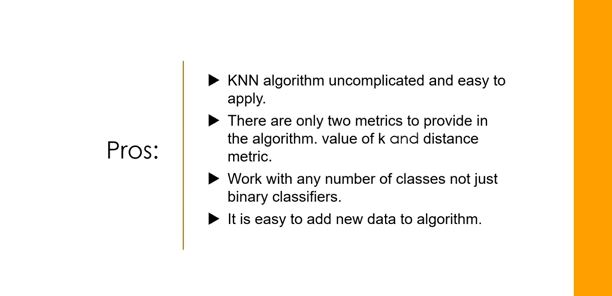 Pros:
▶ KNN algorithm uncomplicated and easy to
apply.
▶ There are only two metrics to provide in
the algorithm. value of k and distance
metric.
▶ Work with any number of classes not just
binary classifiers.
▶ It is easy to add new data to algorithm.